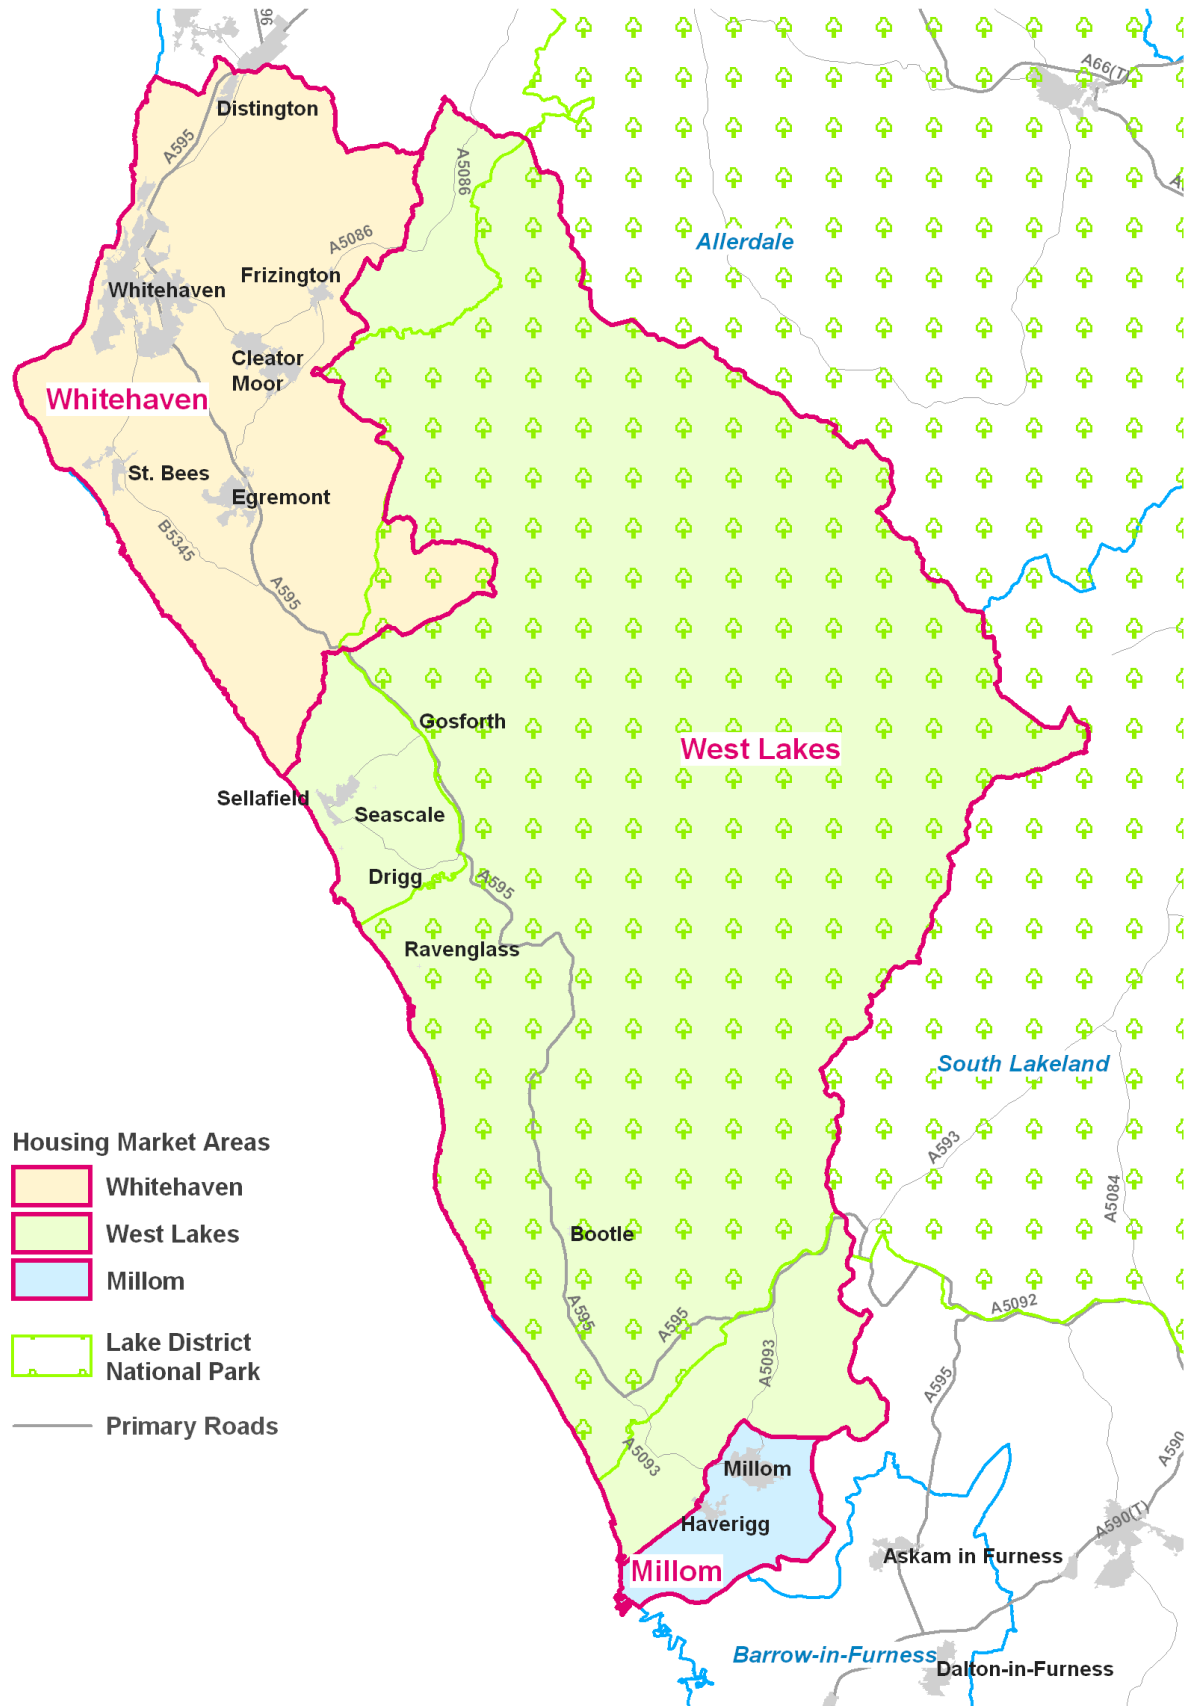 96
Distington
A66(T)
A595
A5086
Allerdale
A5086
Frizington
Whitehaven
Cleator
Moor
Whitehaven
St. Bees
Egremont
B5345
A595
Gosforth
West Lakes
Sellafield
Seascale
Drigg
A595
Ravenglass
South Lakeland
A593
A5084
Housing Market Areas
Whitehaven
West Lakes
Millom
Lake District
National Park
Primary Roads
Bootle
A595
A595
A5093
A5092
A595
A5093
Millom
A590
Haverigg
A590(T)
Askam in Furness
Millom
Barrow-in-Furness
Dalton-in-Furness